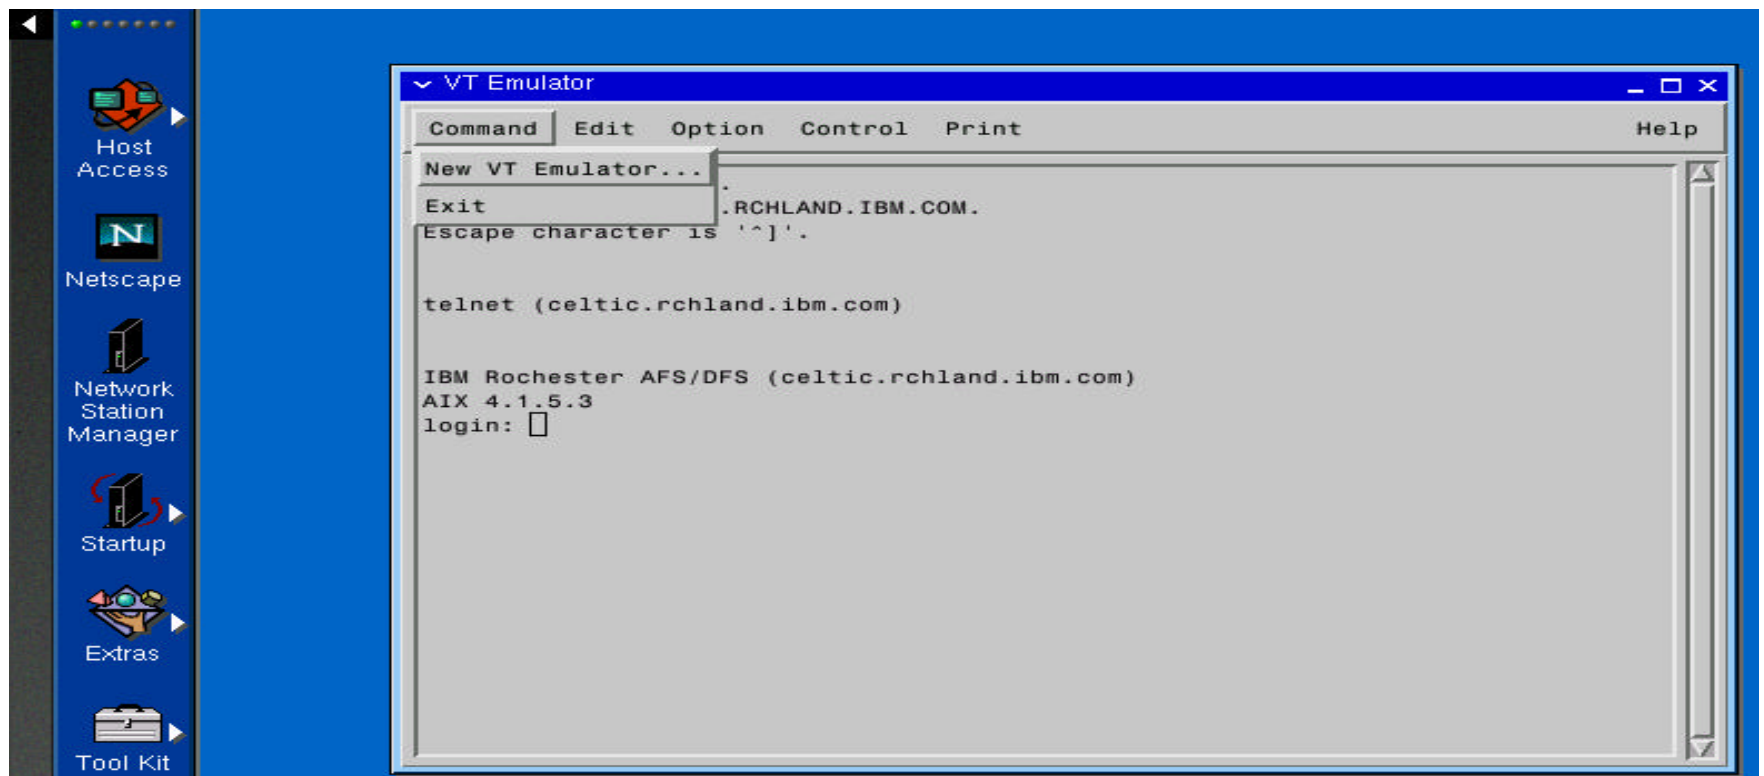 Host
Access
N
Netscape
Network
Station
Manager
Startup
Extras
Tool Kit
VT Emulator
Command Edit Option Control Print Help
New VT Emulator...
Exit
.RCHLAND.IBM.COM.
Escape character is '^]'.
telnet (celtic.rchland.ibm.com)
IBM Rochester AFS/DFS (celtic.rchland.ibm.com)
AIX 4.1.5.3
login: